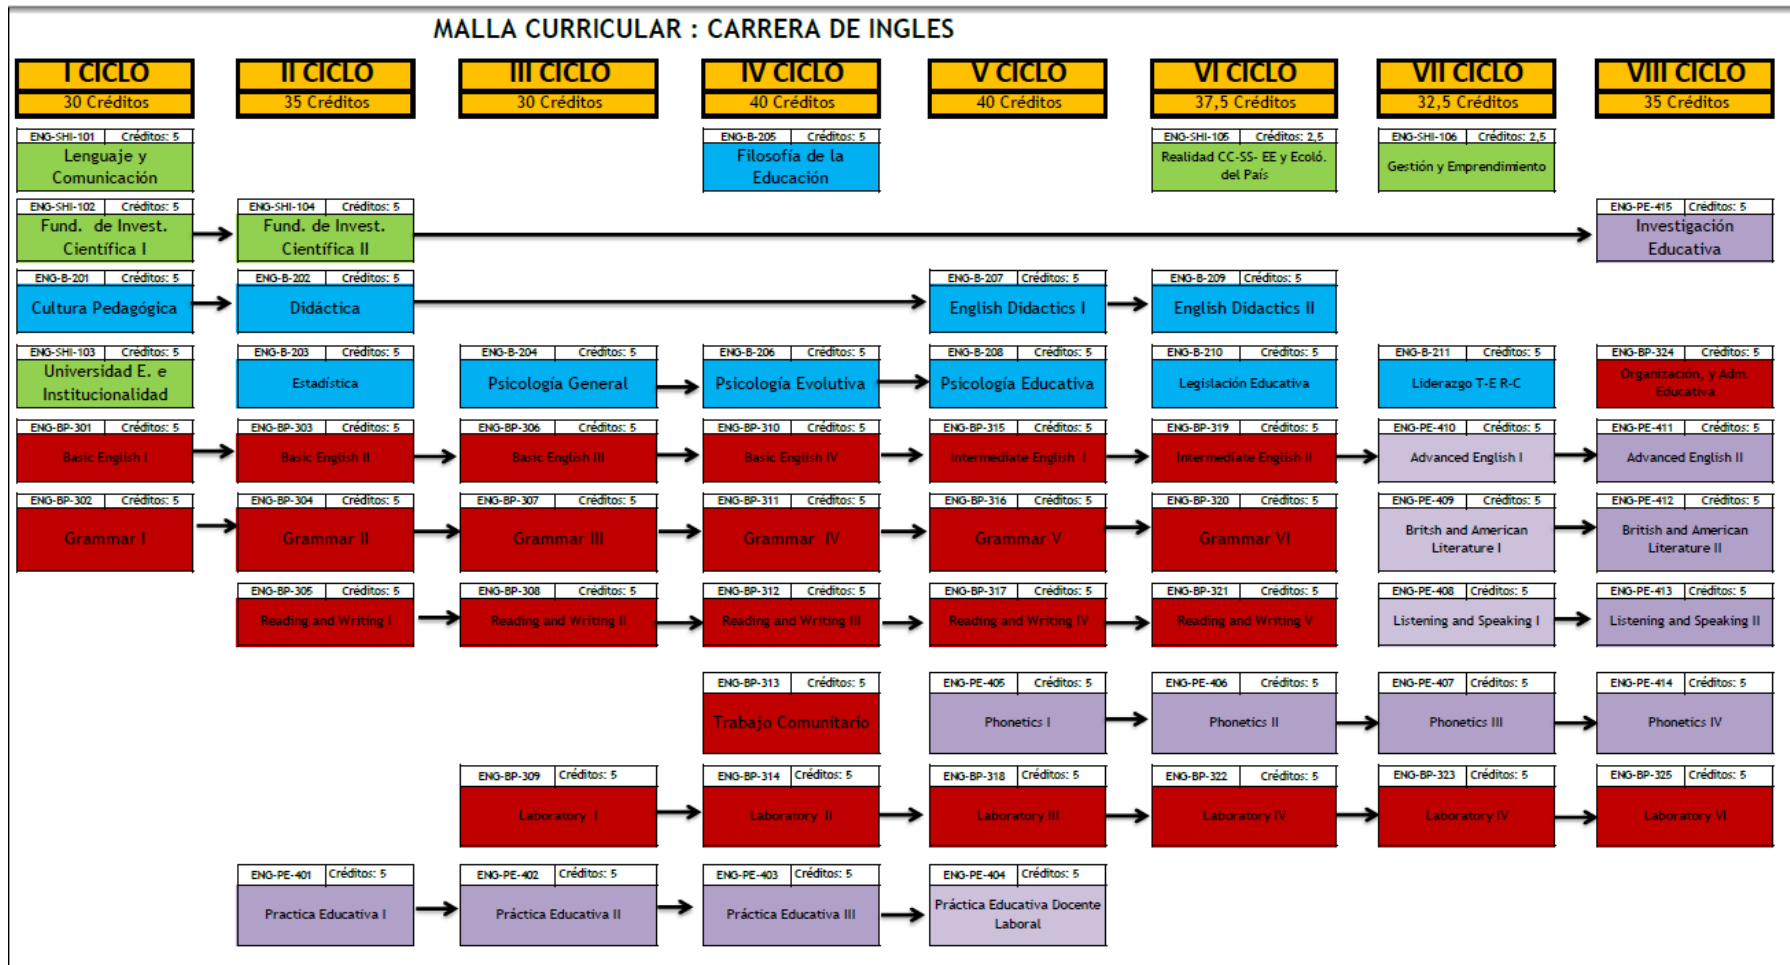 MALLA CURRICULAR : CARRERA DE INGLES
I CICLO II CICLO III CICLO IV CICLO V CICLO VI CICLO VII CICLO VIII CICLO
30 Créditos 35 Créditos 30 Créditos 40 Créditos 40 Créditos 37,5 Créditos 32,5 Créditos 35 Créditos
ENG-SHI-101 Créditos: 5 ENG-B-205 Créditos: 5 ENG-SHI-105 Créditos: 2,5 ENG-SHI-106 Créditos: 2,5
Lenguaje y Comunicación
Filosofía de la Educación
Realidad CC-SS- EE y Ecoló. del País
Gestión y Emprendimiento
ENG-SHI-102 Créditos: 5 ENG-SHI-104 Créditos: 5 ENG-PE-415 Créditos: 5
Fund. de Invest. Científica I
Fund. de Invest. Científica II
Investigación Educativa
ENG-B-201 Créditos: 5 ENG-B-202 Créditos: 5 ENG-B-207 Créditos: 5 ENG-B-209 Créditos: 5
Cultura Pedagógica Didáctica English Didactics I English Didactics II
ENG-SHI-103 Créditos: 5 ENG-B-203 Créditos: 5 ENG-B-204 Créditos: 5 ENG-B-206 Créditos: 5 ENG-B-208 Créditos: 5 ENG-B-210 Créditos: 5 ENG-B-211 Créditos: 5 ENG-BP-324 Créditos: 5
Universidad E. e Institucionalidad
Estadística Psicología General Psicología Evolutiva Psicología Educativa Legislación Educativa Liderazgo T-E R-C
Organización, y Adm. Educativa
ENG-BP-301 Créditos: 5 ENG-BP-303 Créditos: 5 ENG-BP-306 Créditos: 5 ENG-BP-310 Créditos: 5 ENG-BP-315 Créditos: 5 ENG-BP-319 Créditos: 5 ENG-PE-410 Créditos: 5 ENG-PE-411 Créditos: 5
Basic English I Basic English II Basic English III Basic English IV Intermediate English I Intermediate English II Advanced English I Advanced English II
ENG-BP-302 Créditos: 5 ENG-BP-304 Créditos: 5 ENG-BP-307 Créditos: 5 ENG-BP-311 Créditos: 5 ENG-BP-316 Créditos: 5 ENG-BP-320 Créditos: 5 ENG-PE-409 Créditos: 5 ENG-PE-412 Créditos: 5
Grammar I Grammar II Grammar III Grammar IV Grammar V Grammar VI
Britsh and American Literature I
British and American Literature II
ENG-BP-305 Créditos: 5 ENG-BP-308 Créditos: 5 ENG-BP-312 Créditos: 5 ENG-BP-317 Créditos: 5 ENG-BP-321 Créditos: 5 ENG-PE-408 Créditos: 5 ENG-PE-413 Créditos: 5
Reading and Writing I Reading and Writing II Reading and Writing III Reading and Writing IV Reading and Writing V Listening and Speaking I Listening and Speaking II
ENG-BP-313 Créditos: 5 ENG-PE-405 Créditos: 5 ENG-PE-406 Créditos: 5 ENG-PE-407 Créditos: 5 ENG-PE-414 Créditos: 5
Trabajo Comunitario Phonetics I Phonetics II Phonetics III Phonetics IV
ENG-BP-309 Créditos: 5 ENG-BP-314 Créditos: 5 ENG-BP-318 Créditos: 5 ENG-BP-322 Créditos: 5 ENG-BP-323 Créditos: 5 ENG-BP-325 Créditos: 5
Laboratory I Laboratory II Laboratory III Laboratory IV Laboratory IV Laboratory VI
ENG-PE-401 Créditos: 5 ENG-PE-402 Créditos: 5 ENG-PE-403 Créditos: 5 ENG-PE-404 Créditos: 5
Practica Educativa I Práctica Educativa II Práctica Educativa III
Práctica Educativa Docente Laboral